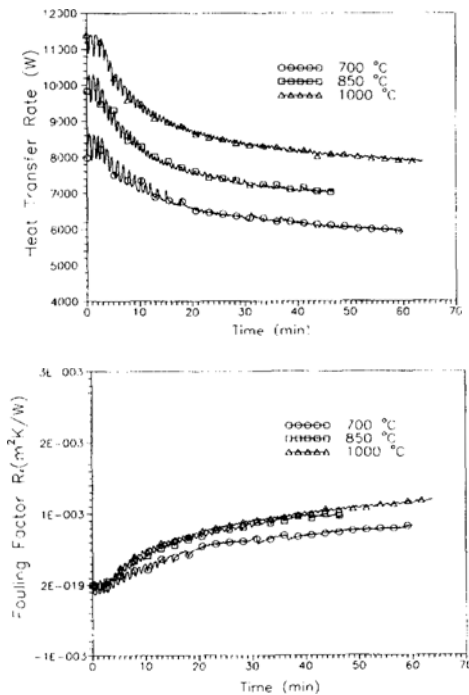 12000
11000
10000
9000
8000
7000
6000
5000
4000
Heat Transfer Rate (W)
700 °C
850 °C
1000 °C
0 10 20 30 40 50 60 70
Time (min)
3E 003
2E -003
1E -003
2E-019
-1E-003
Fouling Factor Rf(m²K/W)
700 °C
850 °C
1000 °C
0 10 20 30 40 50 60 70
Time (min)